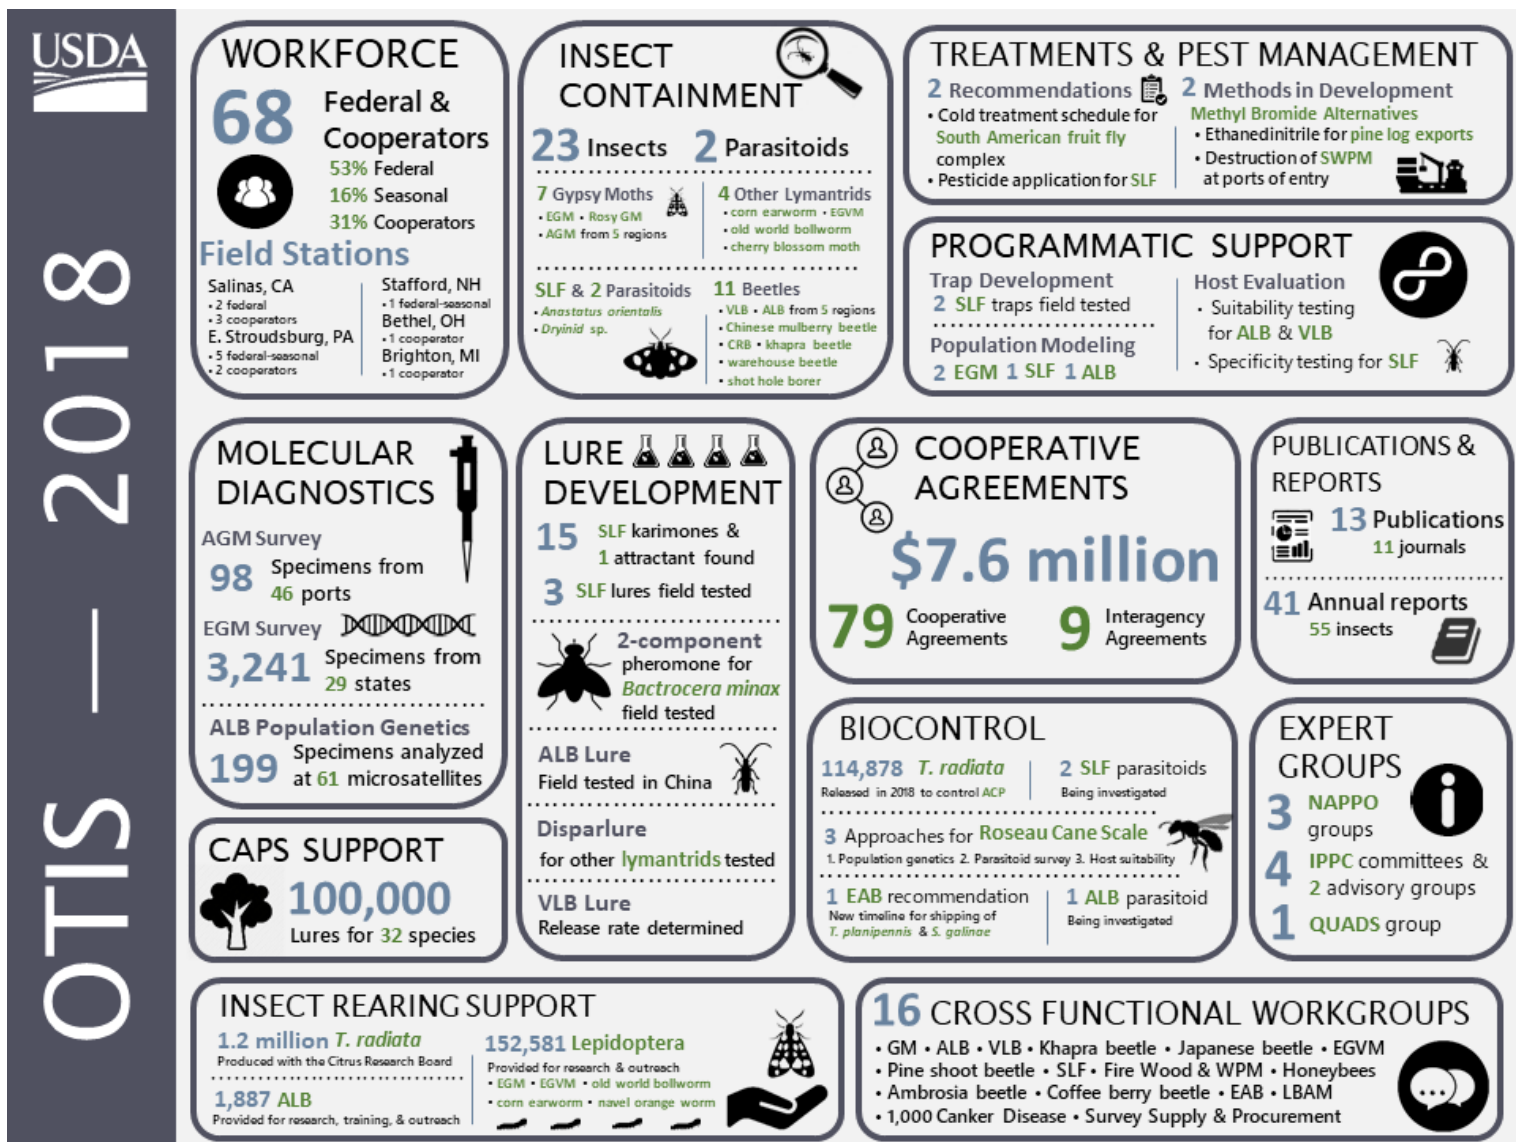 USDA
OTIS — 2018
WORKFORCE
68 Federal &
Cooperators
53% Federal
16% Seasonal
31% Cooperators
Field Stations
Salinas, CA
• 2 federal
• 3 cooperators
E. Stroudsburg, PA
• 5 federal-seasonal
• 2 cooperators
Stafford, NH
• 1 federal-seasonal
Bethel, OH
• 1 cooperator
Brighton, MI
• 1 cooperator
INSECT
CONTAINMENT
23 Insects 2 Parasitoids
7 Gypsy Moths
• EGM • Rosy GM
• AGM from 5 regions
4 Other Lymantrids
• corn earworm • EGVM
• old world bollworm
• cherry blossom moth
SLF & 2 Parasitoids
• Anastatus orientalis
• Dryinid sp.
11 Beetles
• VLB • ALB from 5 regions
• Chinese mulberry beetle
• CRB • khapra beetle
• warehouse beetle
• shot hole borer
TREATMENTS & PEST MANAGEMENT
2 Recommendations
• Cold treatment schedule for
South American fruit fly
complex
• Pesticide application for SLF
2 Methods in Development
Methyl Bromide Alternatives
• Ethanedinitrile for pine log exports
• Destruction of SWPM
at ports of entry
PROGRAMMATIC SUPPORT
Trap Development
2 SLF traps field tested
Population Modeling
2 EGM 1 SLF 1 ALB
Host Evaluation
• Suitability testing
for ALB & VLB
• Specificity testing for SLF
MOLECULAR
DIAGNOSTICS
AGM Survey
98 Specimens from
46 ports
EGM Survey
3,241 Specimens from
29 states
ALB Population Genetics
199 Specimens analyzed
at 61 microsatellites
LURE
DEVELOPMENT
15 SLF karimones &
1 attractant found
3 SLF lures field tested
2-component
pheromone for
Bactrocera minax
field tested
ALB Lure
Field tested in China
Disparlure
for other lymantrids tested
VLB Lure
Release rate determined
COOPERATIVE
AGREEMENTS
$7.6 million
79 Cooperative
Agreements
9 Interagency
Agreements
PUBLICATIONS &
REPORTS
13 Publications
11 journals
41 Annual reports
55 insects
CAPS SUPPORT
100,000
Lures for 32 species
BIOCONTROL
114,878 T. radiata
Released in 2018 to control ACP
2 SLF parasitoids
Being investigated
3 Approaches for Roseau Cane Scale
1. Population genetics 2. Parasitoid survey 3. Host suitability
1 EAB recommendation
New timeline for shipping of
T. planipennis & S. galinae
1 ALB parasitoid
Being investigated
EXPERT
GROUPS
3 NAPPO
groups
4 IPPC committees &
2 advisory groups
1 QUADS group
INSECT REARING SUPPORT
1.2 million T. radiata
Produced with the Citrus Research Board
1,887 ALB
Provided for research, training, & outreach
152,581 Lepidoptera
Provided for research & outreach
• EGM • EGVM • old world bollworm
• corn earworm • navel orange worm
16 CROSS FUNCTIONAL WORKGROUPS
• GM • ALB • VLB • Khapra beetle • Japanese beetle • EGVM
• Pine shoot beetle • SLF • Fire Wood & WPM • Honeybees
• Ambrosia beetle • Coffee berry beetle • EAB • LBAM
• 1,000 Canker Disease • Survey Supply & Procurement